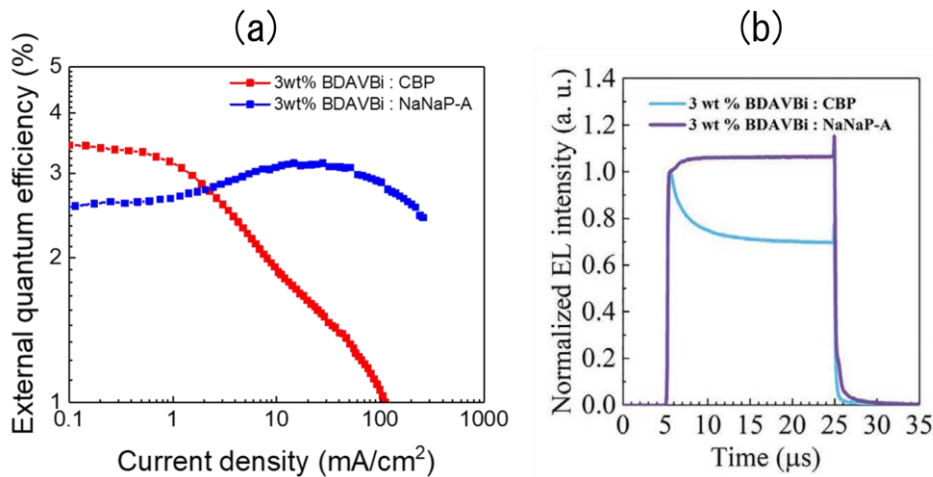 (a)
External quantum efficiency (%)
5
4
3
2
1
3wt% BDAVBi : CBP
3wt% BDAVBi : NaNaP-A
0.1 1 10 100 1000
Current density (mA/cm²)
(b)
Normalized EL intensity (a. u.)
1.4
1.2
1.0
0.8
0.6
0.4
0.2
0.0
3 wt % BDAVBi : CBP
3 wt % BDAVBi : NaNaP-A
0 5 10 15 20 25 30 35
Time (μs)